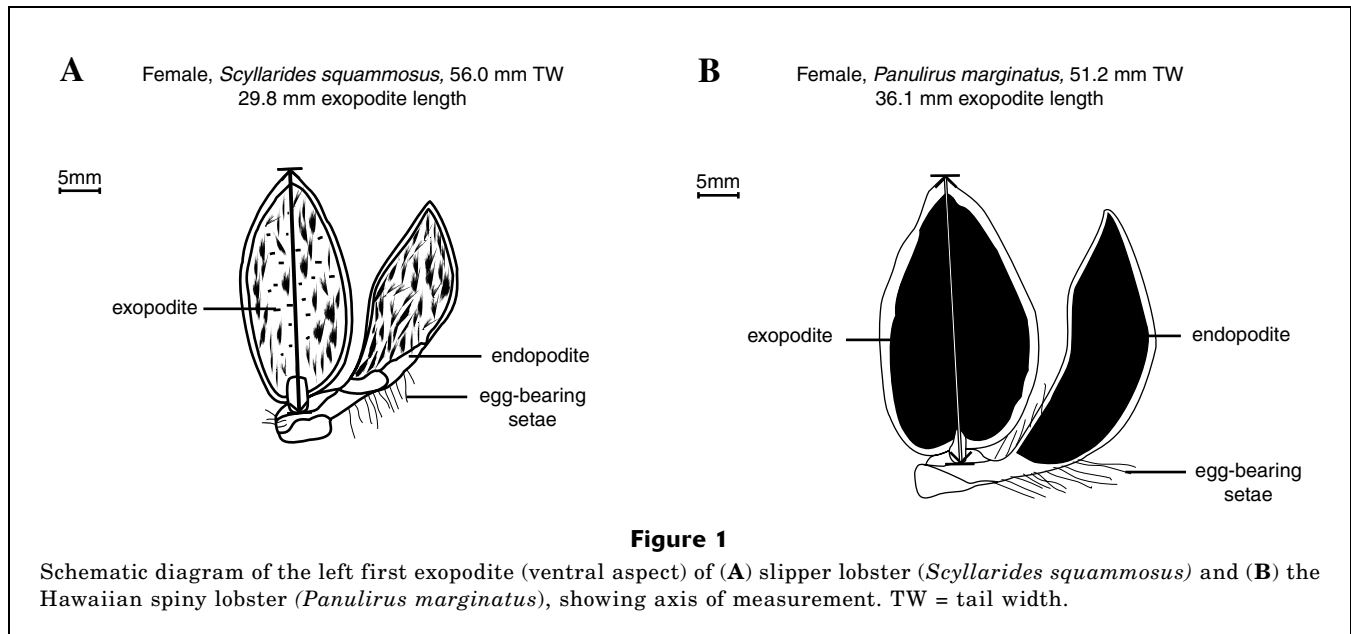 A
Female, Scyllarides squammosus, 56.0 mm TW
29.8 mm exopodite length
5mm
exopodite
endopodite
egg-bearing
setae
B
Female, Panulirus marginatus, 51.2 mm TW
36.1 mm exopodite length
5mm
exopodite
endopodite
egg-bearing
setae
Figure 1
Schematic diagram of the left first exopodite (ventral aspect) of (A) slipper lobster (Scyllarides squammosus) and (B) the
Hawaiian spiny lobster (Panulirus marginatus), showing axis of measurement. TW = tail width.